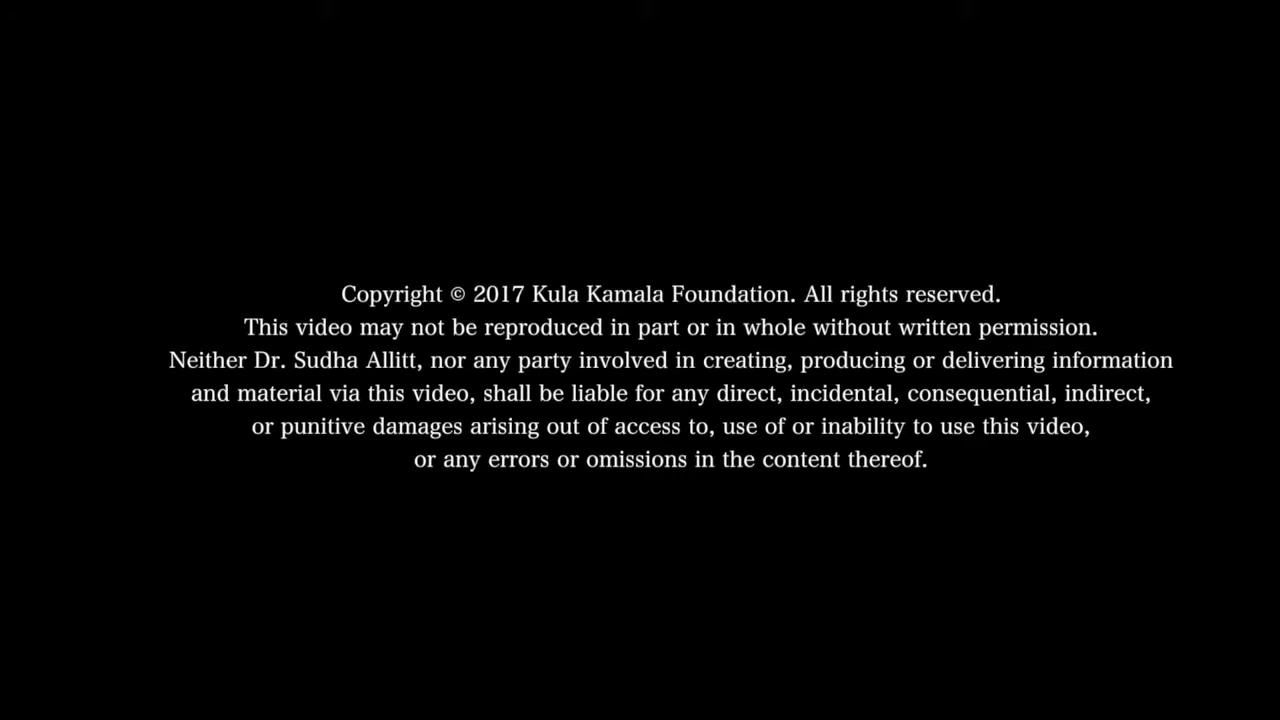 Copyright © 2017 Kula Kamala Foundation. All rights reserved.
This video may not be reproduced in part or in whole without written permission.
Neither Dr. Sudha Allitt, nor any party involved in creating, producing or delivering information
and material via this video, shall be liable for any direct, incidental, consequential, indirect,
or punitive damages arising out of access to, use of or inability to use this video,
or any errors or omissions in the content thereof.